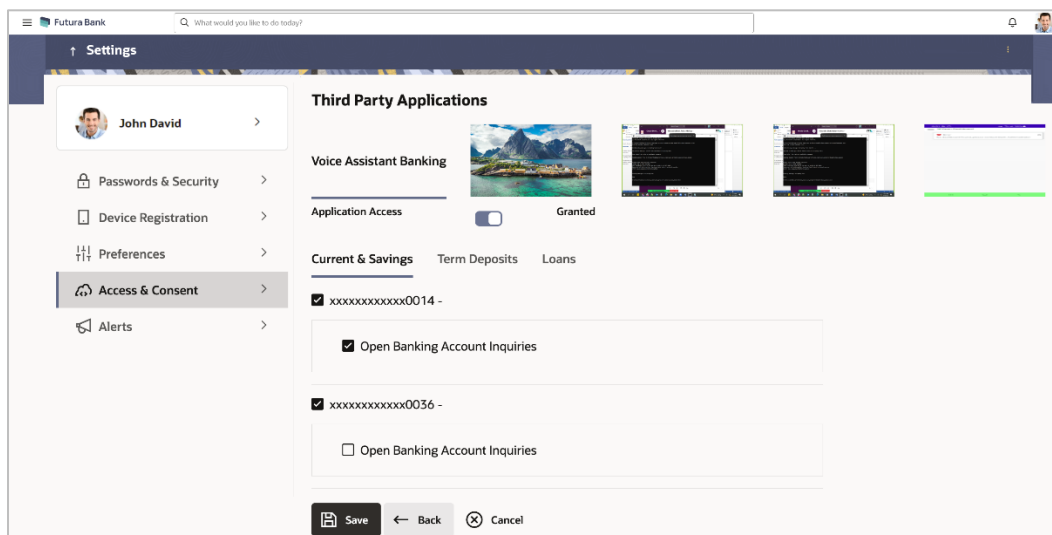 Futura Bank
What would you like to do today?
↑ Settings
John David
Passwords & Security
Device Registration
Preferences
Access & Consent
Alerts
Third Party Applications
Voice Assistant Banking
Application Access
Granted
Current & Savings Term Deposits Loans
xxxxxxxxxxxx0014 -
Open Banking Account Inquiries
xxxxxxxxxxxx0036 -
Open Banking Account Inquiries
Save
Back
Cancel